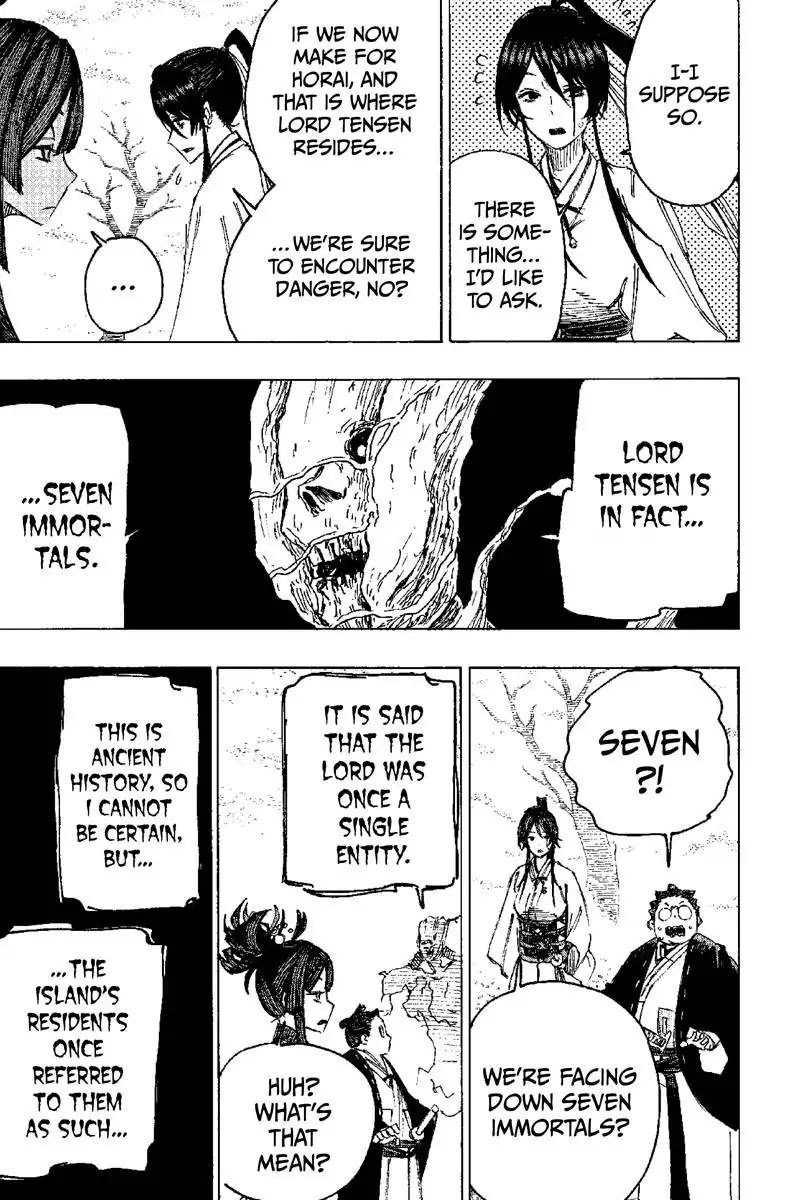 I-I
SUPPOSE
SO.
THERE
IS SOME-
THING...
I'D LIKE
TO ASK.
IF WE NOW
MAKE FOR
HORAI, AND
THAT IS WHERE
LORD TENSEN
RESIDES...
...WE'RE SURE
TO ENCOUNTER
DANGER, NO?
...
LORD
TENSEN IS
IN FACT...
...SEVEN
IMMOR-
TALS.
SEVEN
?!
WE'RE FACING
DOWN SEVEN
IMMORTALS?
IT IS SAID
THAT THE
LORD WAS
ONCE A
SINGLE
ENTITY.
HUH?
WHAT'S
THAT
MEAN?
THIS IS
ANCIENT
HISTORY, SO
I CANNOT
BE CERTAIN,
BUT...
...THE
ISLAND'S
RESIDENTS
ONCE
REFERRED
TO THEM
AS SUCH...